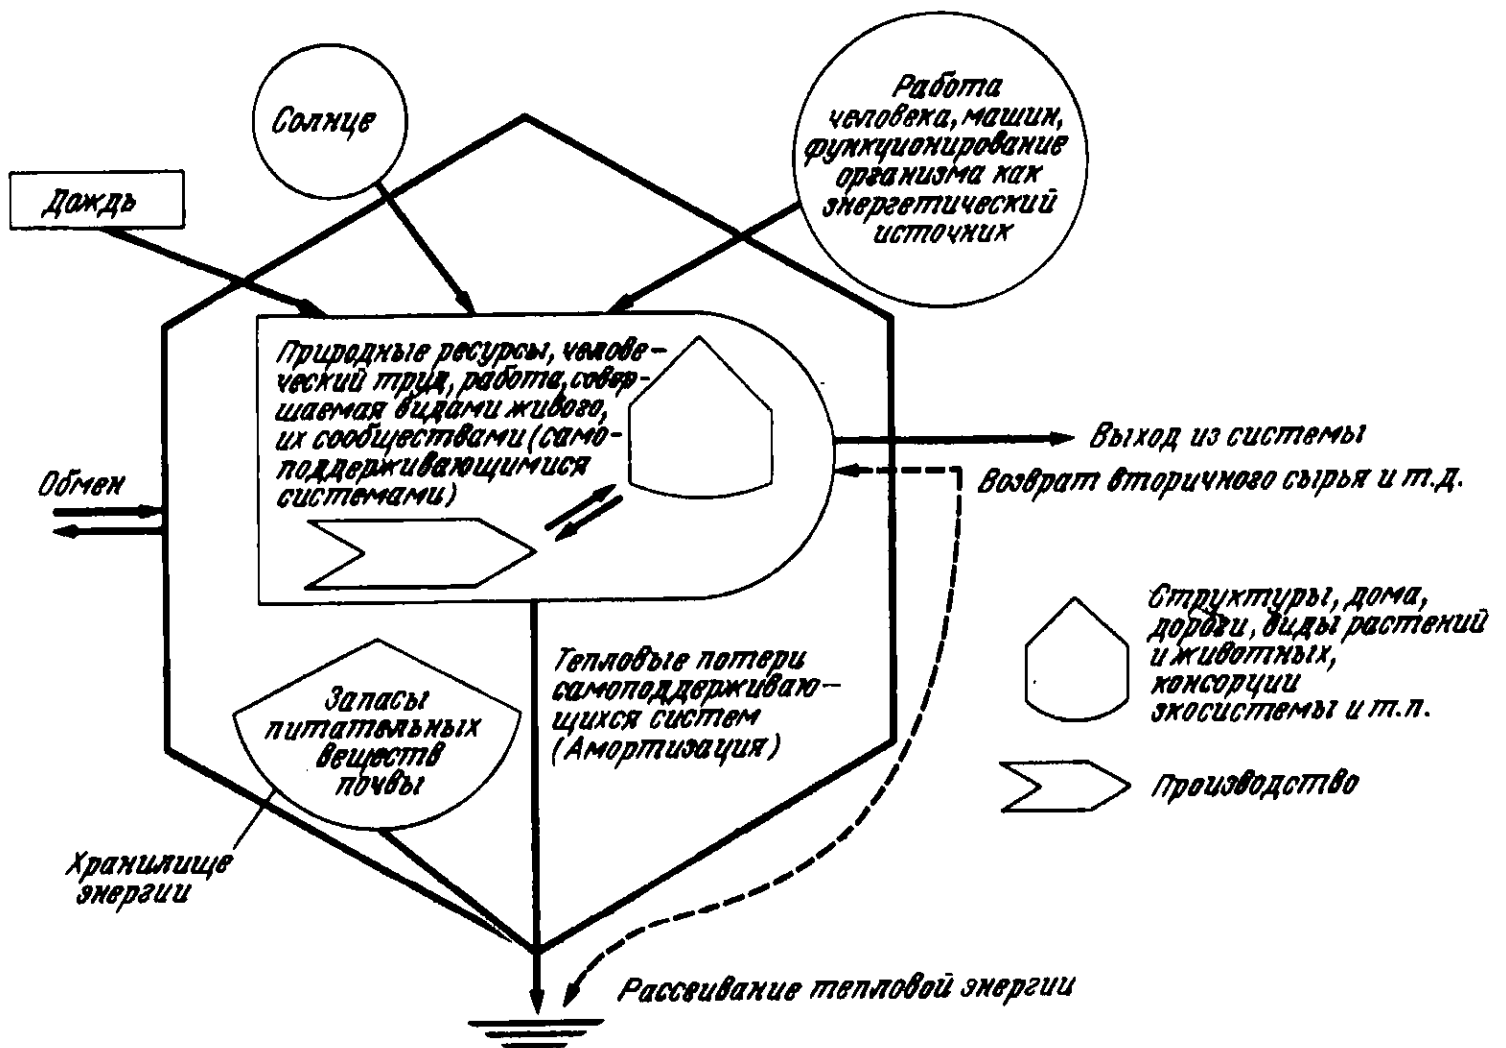 Солнце
Работа
человека, машин,
функционирование
организма как
энергетический
источник
Дождь
Природные ресурсы, челове-
ческий труд, работа, совер-
шаемая видами живого,
их сообществами (само-
поддерживающимися
системами)
Обмен
Выход из системы
Возврат вторичного сырья и т.д.
Структуры, дома,
дороги, виды растений
и животных,
консорции
экосистемы и т.п.
Производство
Тепловые потери
самоподдерживаю-
щихся систем
(Амортизация)
Запасы
питательных
веществ
почвы
Хранилище
энергии
Рассеивание тепловой энергии